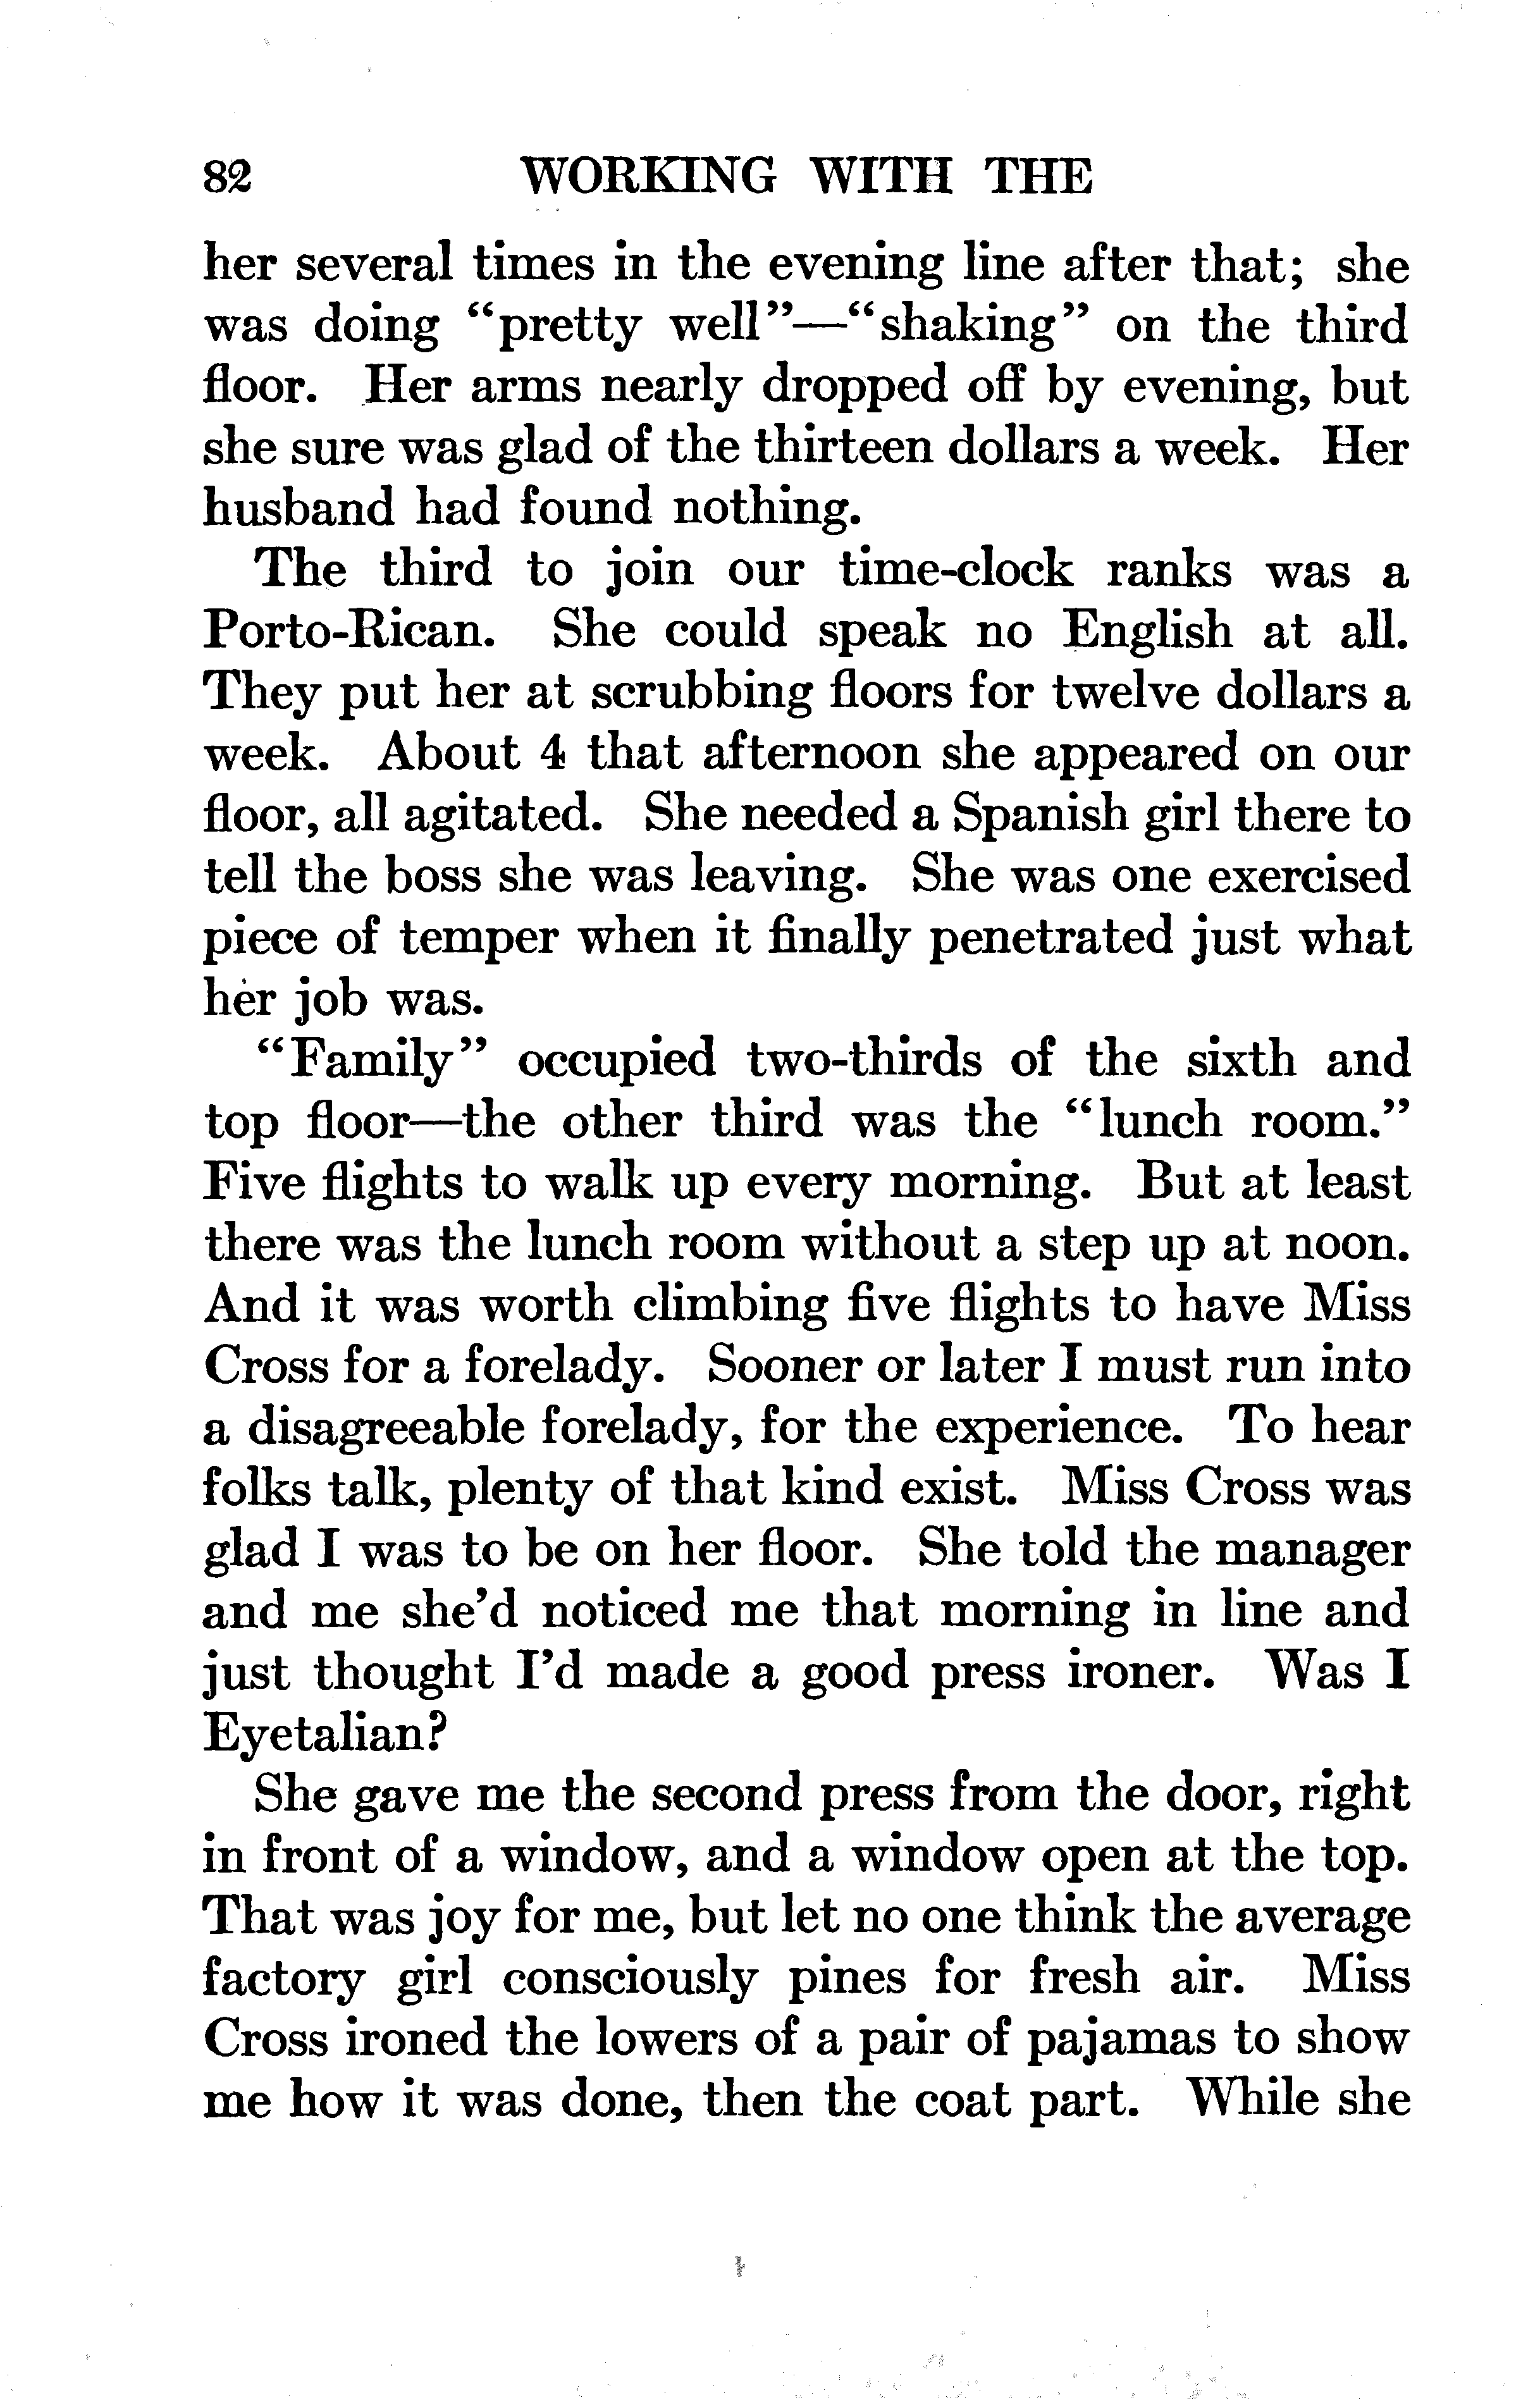 82 WORKING WITH THE
her several times in the evening line after that; she
was doing "pretty well"—"shaking" on the third
floor. Her arms nearly dropped off by evening, but
she sure was glad of the thirteen dollars a week. Her
husband had found nothing.
The third to join our time-clock ranks was a
Porto-Rican. She could speak no English at all.
They put her at scrubbing floors for twelve dollars a
week. About 4 that afternoon she appeared on our
floor, all agitated. She needed a Spanish girl there to
tell the boss she was leaving. She was one exercised
piece of temper when it finally penetrated just what
her job was.
"Family" occupied two-thirds of the sixth and
top floor—the other third was the "lunch room."
Five flights to walk up every morning. But at least
there was the lunch room without a step up at noon.
And it was worth climbing five flights to have Miss
Cross for a forelady. Sooner or later I must run into
a disagreeable forelady, for the experience. To hear
folks talk, plenty of that kind exist. Miss Cross was
glad I was to be on her floor. She told the manager
and me she'd noticed me that morning in line and
just thought I'd made a good press ironer. Was I
Eyetalian?
She gave me the second press from the door, right
in front of a window, and a window open at the top.
That was joy for me, but let no one think the average
factory girl consciously pines for fresh air. Miss
Cross ironed the lowers of a pair of pajamas to show
me how it was done, then the coat part. While she